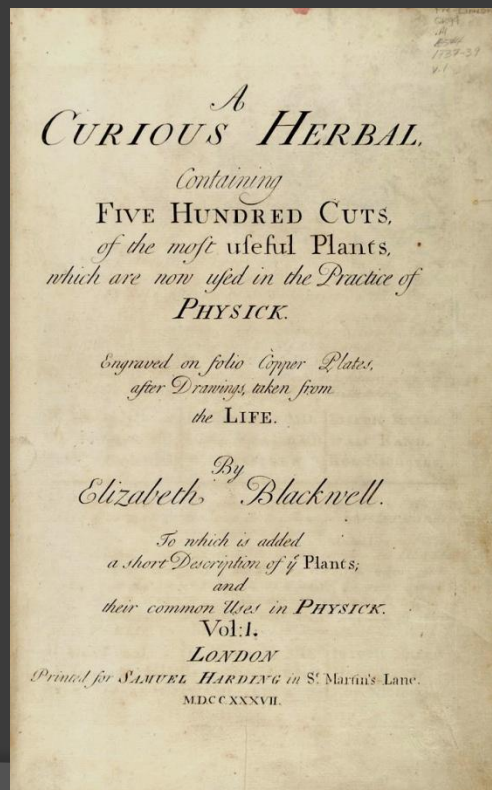 1737-39
v.1
A
CURIOUS HERBAL,
Containing
FIVE HUNDRED CUTS,
of the moſt uſeful Plants,
which are now uſed in the Practice of
PHYSICK.
Engraved on folio Copper Plates,
after Drawings, taken from
the LIFE.
By
Elizabeth Blackwell.
To which is added
a short Description of yͤ Plants;
and
their common Uses in PHYSICK.
Vol: I.
LONDON
Printed for SAMUEL HARDING in Sᵗ Martin's Lane.
MDCCXXXVII.